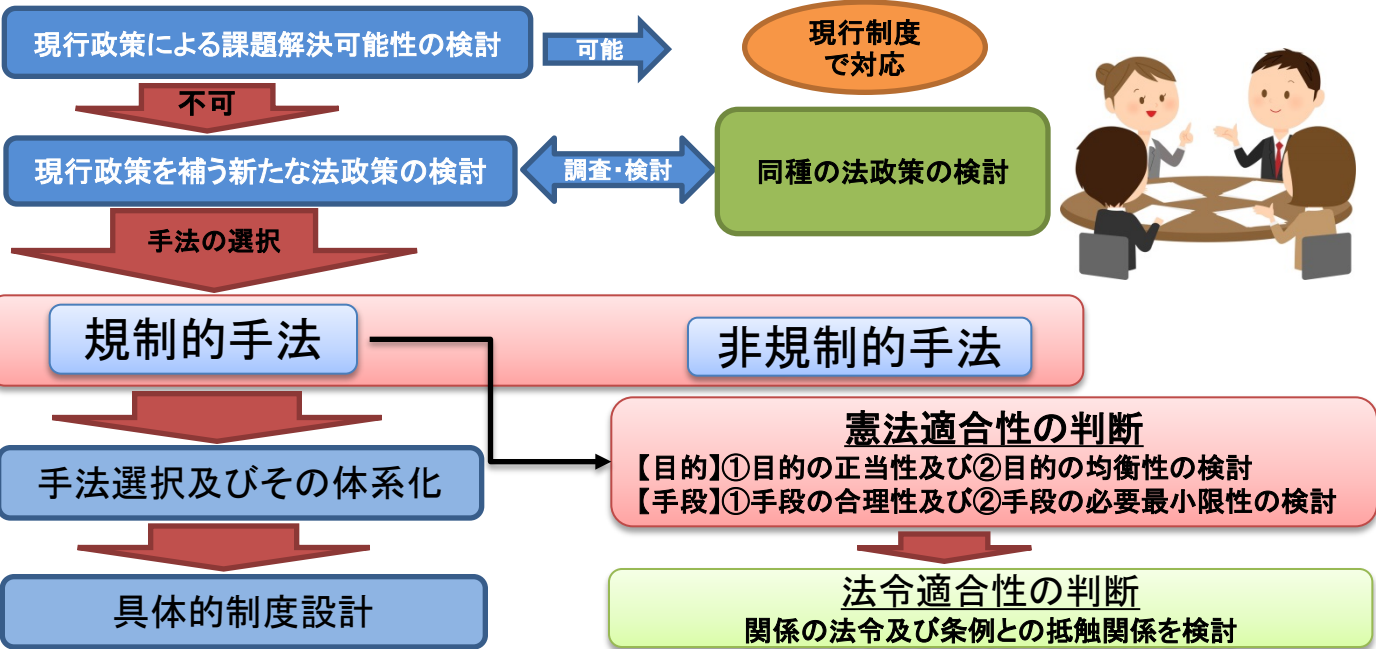 現行政策による課題解決可能性の検討
可能
現行制度
で対応
不可
現行政策を補う新たな法政策の検討
調査・検討
同種の法政策の検討
手法の選択
規制的手法
非規制的手法
憲法適合性の判断
【目的】①目的の正当性及び②目的の均衡性の検討
【手段】①手段の合理性及び②手段の必要最小限性の検討
手法選択及びその体系化
具体的制度設計
法令適合性の判断
関係の法令及び条例との抵触関係を検討